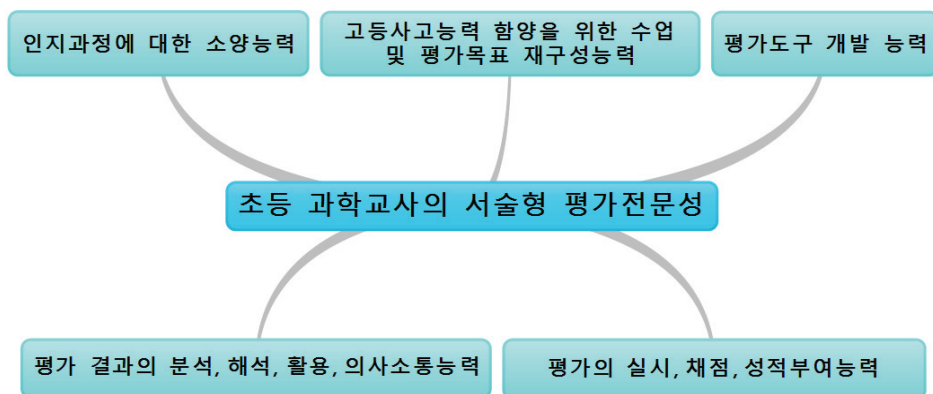 인지과정에 대한 소양능력
고등사고능력 함양을 위한 수업
및 평가목표 재구성능력
평가도구 개발 능력
초등 과학교사의 서술형 평가전문성
평가 결과의 분석, 해석, 활용, 의사소통능력
평가의 실시, 채점, 성적부여능력